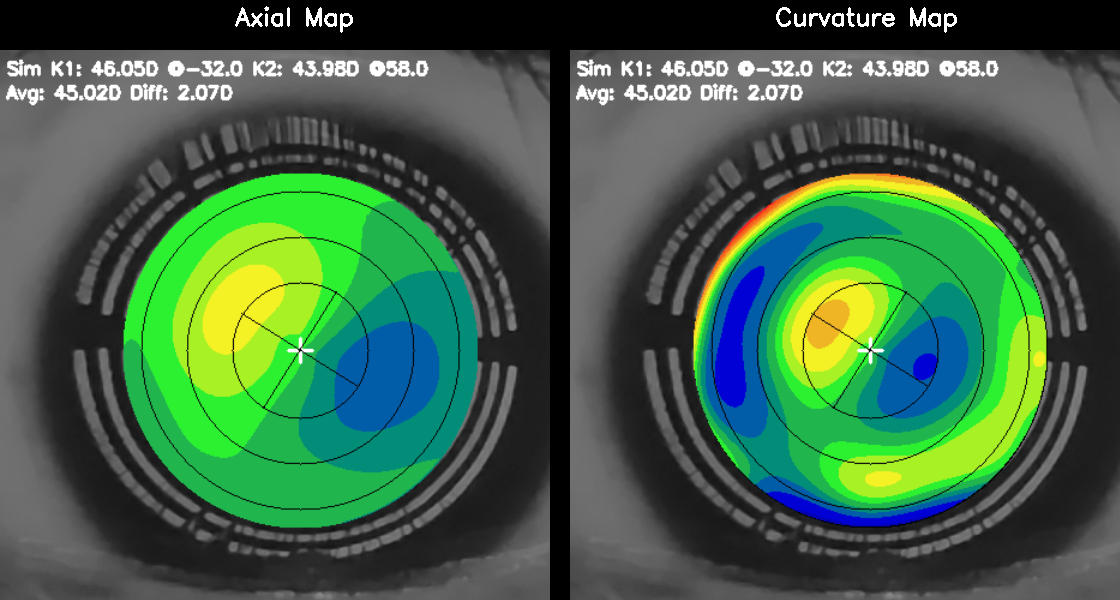 Axial Map
Curvature Map
Sim K1: 46.05D @-32.0 K2: 43.98D @58.0
Avg: 45.02D Diff: 2.07D
Sim K1: 46.05D @-32.0 K2: 43.98D @58.0
Avg: 45.02D Diff: 2.07D